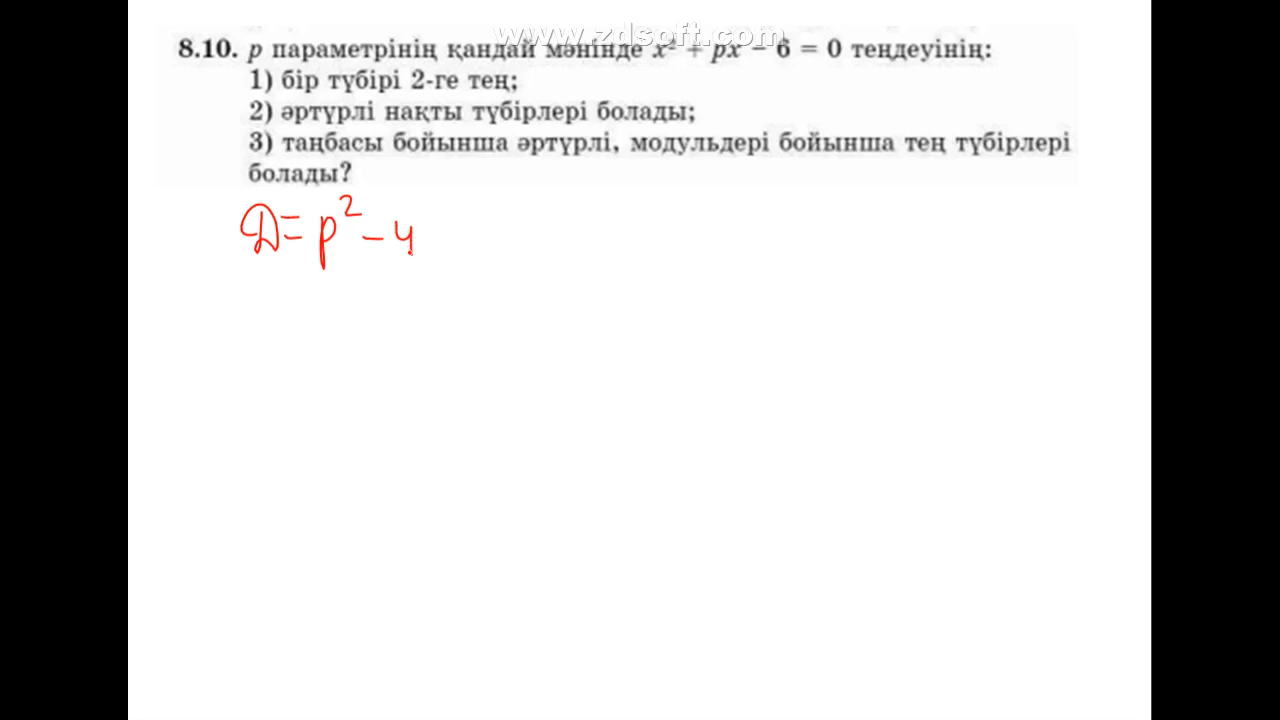 www.zdsoft.com
8.10. p параметрінің қандай мәнінде x² + px − 6 = 0 теңдеуінің:
1) бір түбірі 2-ге тең;
2) әртүрлі нақты түбірлері болады;
3) таңбасы бойынша әртүрлі, модульдері бойынша тең түбірлері
болады?
Д = p² − 4